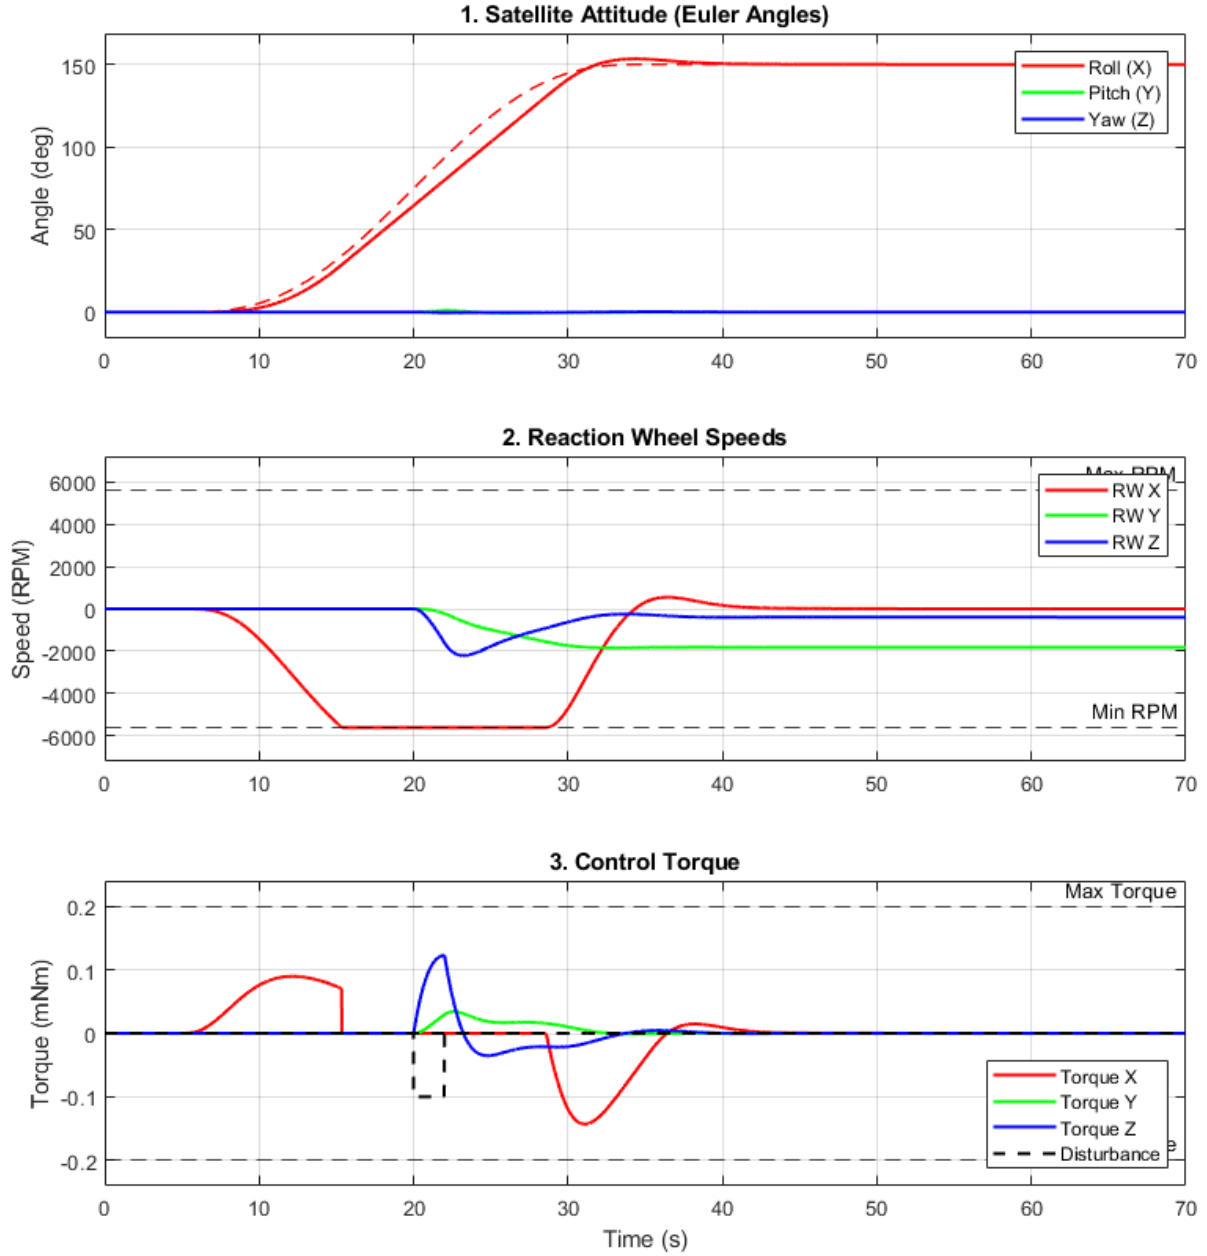 1. Satellite Attitude (Euler Angles)
Angle (deg)
150
100
50
0
Roll (X)
Pitch (Y)
Yaw (Z)
0 10 20 30 40 50 60 70
2. Reaction Wheel Speeds
Speed (RPM)
6000
4000
2000
0
-2000
-4000
-6000
Max RPM
RW X
RW Y
RW Z
Min RPM
0 10 20 30 40 50 60 70
3. Control Torque
Torque (mNm)
0.2
0.1
0
-0.1
-0.2
Max Torque
Torque X
Torque Y
Torque Z
Disturbance
0 10 20 30 40 50 60 70
Time (s)